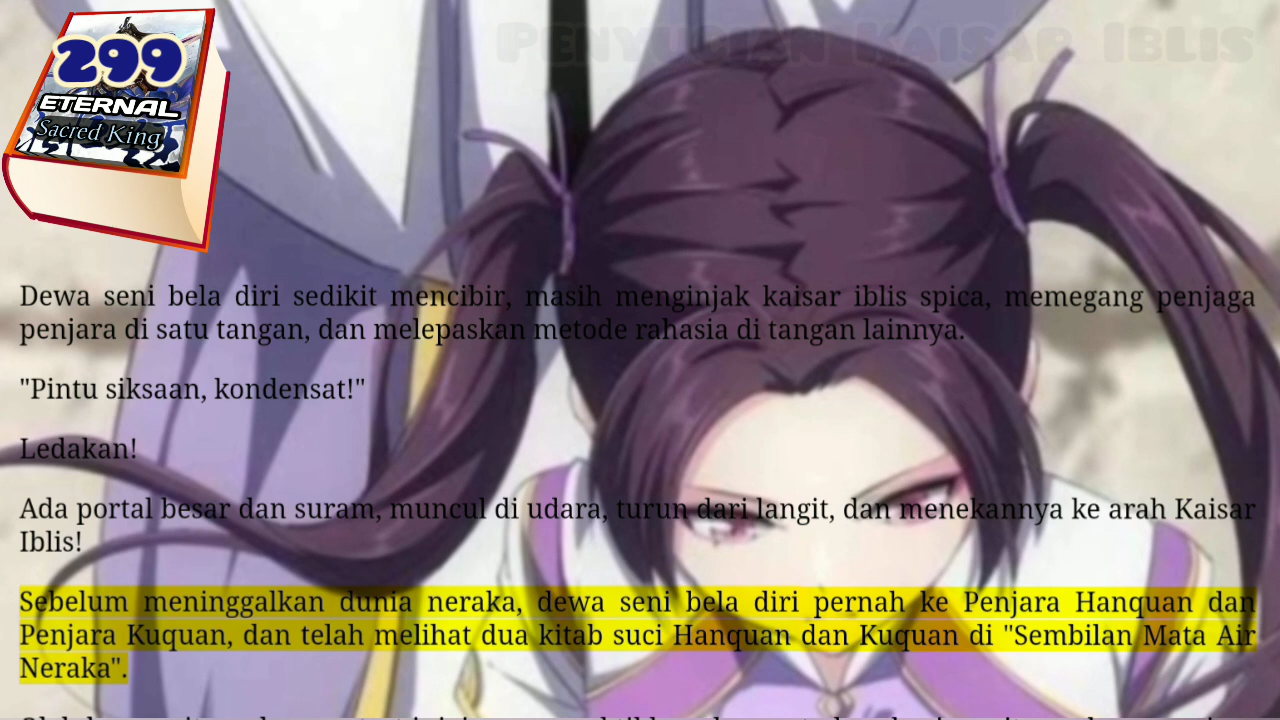 299
ETERNAL
Sacred King
Penyucian Kaisar Iblis
Dewa seni bela diri sedikit mencibir, masih menginjak kaisar iblis spica, memegang penjaga
penjara di satu tangan, dan melepaskan metode rahasia di tangan lainnya.
"Pintu siksaan, kondensat!"
Ledakan!
Ada portal besar dan suram, muncul di udara, turun dari langit, dan menekannya ke arah Kaisar
Iblis!
Sebelum meninggalkan dunia neraka, dewa seni bela diri pernah ke Penjara Hanquan dan
Penjara Kuquan, dan telah melihat dua kitab suci Hanquan dan Kuquan di "Sembilan Mata Air
Neraka".